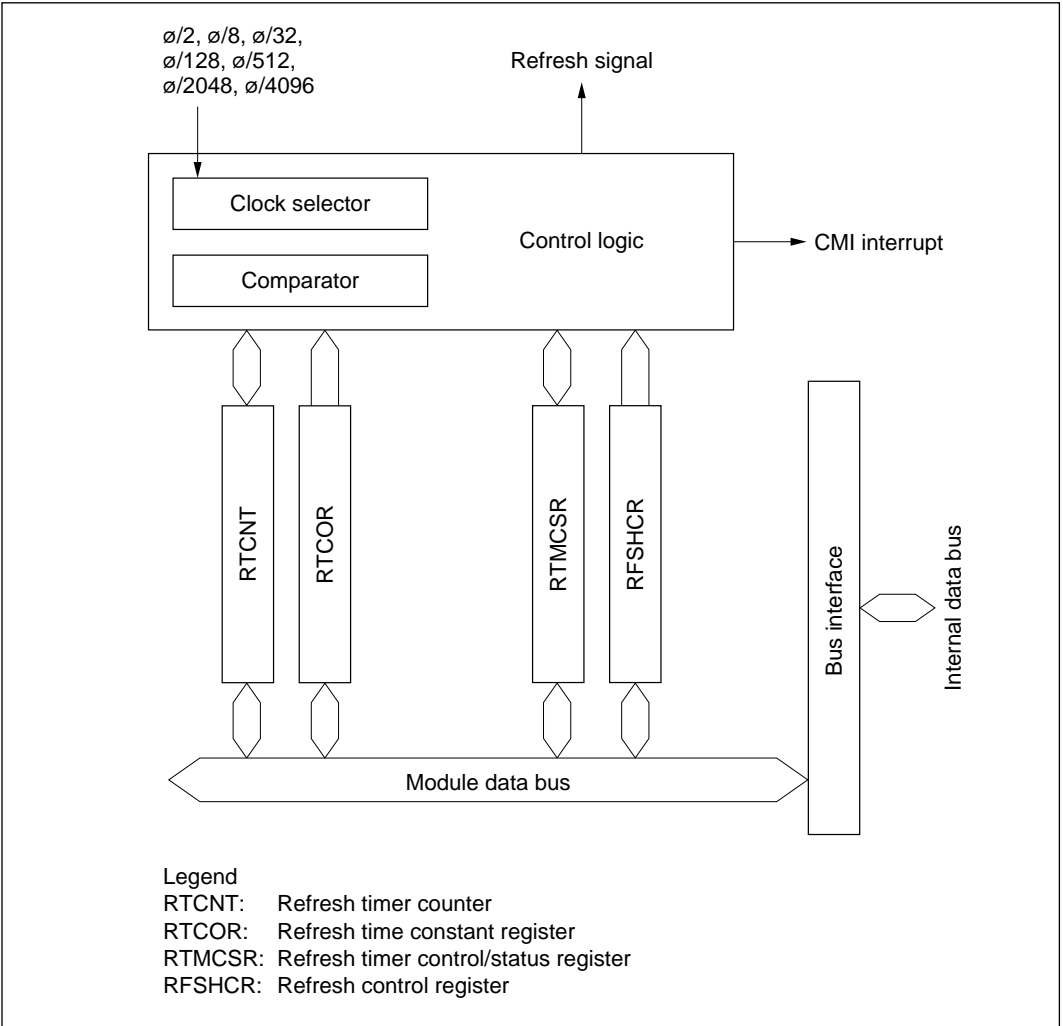 ø/2, ø/8, ø/32,
ø/128, ø/512,
ø/2048, ø/4096
Refresh signal
Clock selector
Control logic
CMI interrupt
Comparator
RTCNT
RTCOR
RTMCSR
RFSHCR
Bus interface
Internal data bus
Module data bus
Legend
RTCNT: Refresh timer counter
RTCOR: Refresh time constant register
RTMCSR: Refresh timer control/status register
RFSHCR: Refresh control register